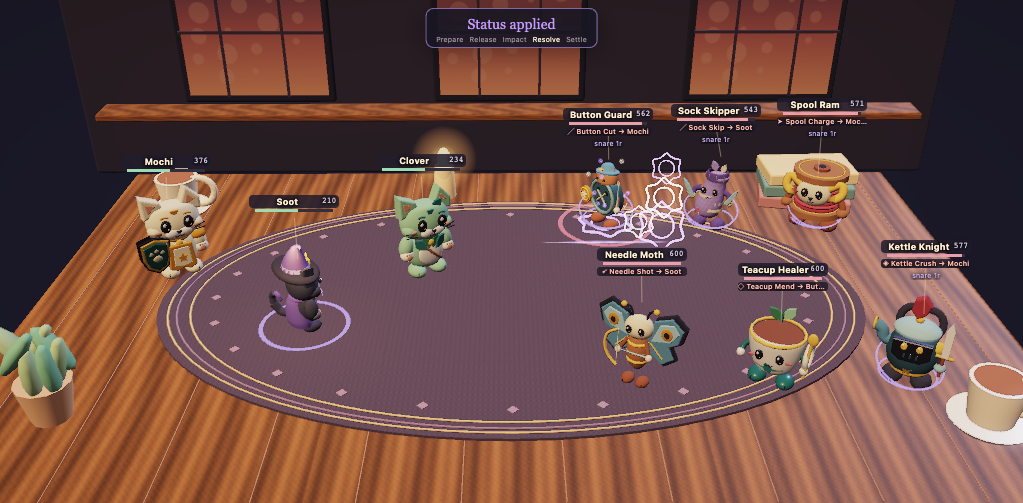 Status applied
Prepare Release Impact Resolve Settle
Mochi 376
Soot 210
Clover 234
Button Guard 562
Button Cut → Mochi
snare 1r
Sock Skipper 543
Sock Skip → Soot
snare 1r
Spool Ram 571
Spool Charge → Moc...
snare 1r
Needle Moth 600
Needle Shot → Soot
Teacup Healer 600
Teacup Mend → But...
Kettle Knight 577
Kettle Crush → Mochi
snare 1r